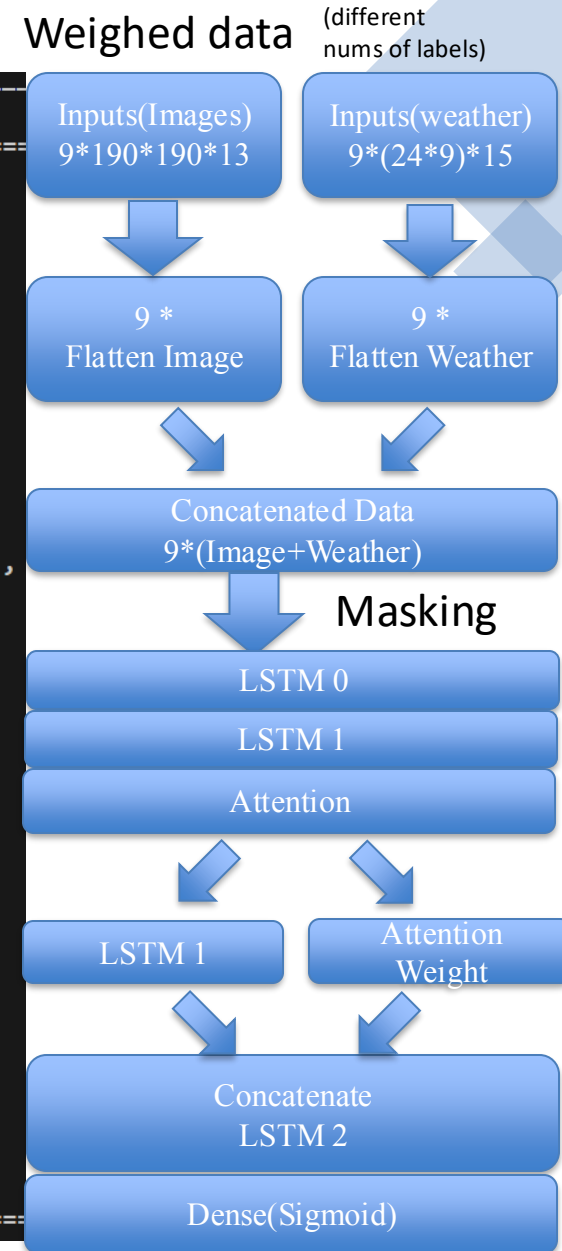 Weighed data
(different
nums of labels)
Inputs(Images)
9*190*190*13
Inputs(weather)
9*(24*9)*15
9 *
Flatten Image
9 *
Flatten Weather
Concatenated Data
9*(Image+Weather)
,
Masking
LSTM 0
LSTM 1
Attention
LSTM 1
Attention
Weight
Concatenate
LSTM 2
Dense(Sigmoid)